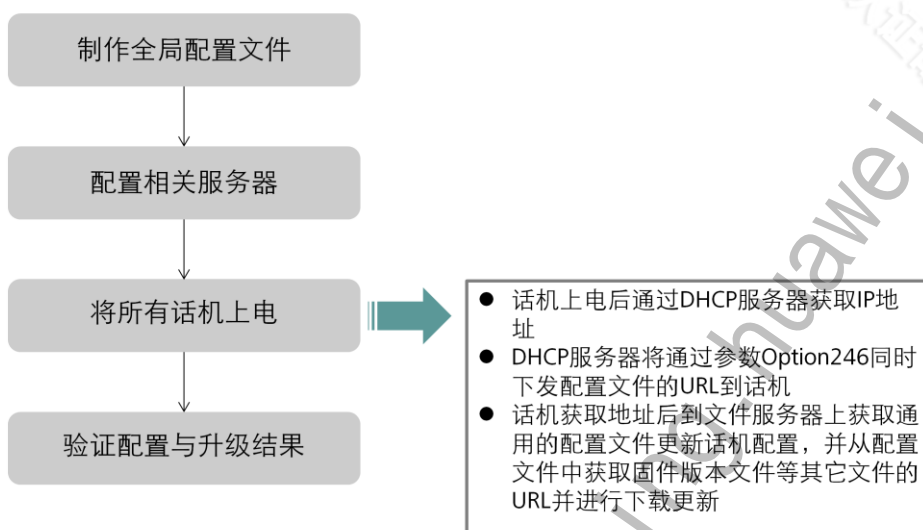 制作全局配置文件
配置相关服务器
将所有话机上电
验证配置与升级结果
● 话机上电后通过DHCP服务器获取IP地
址
● DHCP服务器将通过参数Option246同时
下发配置文件的URL到话机
● 话机获取地址后到文件服务器上获取通
用的配置文件更新话机配置，并从配置
文件中获取固件版本文件等其它文件的
URL并进行下载更新
ing.huawei